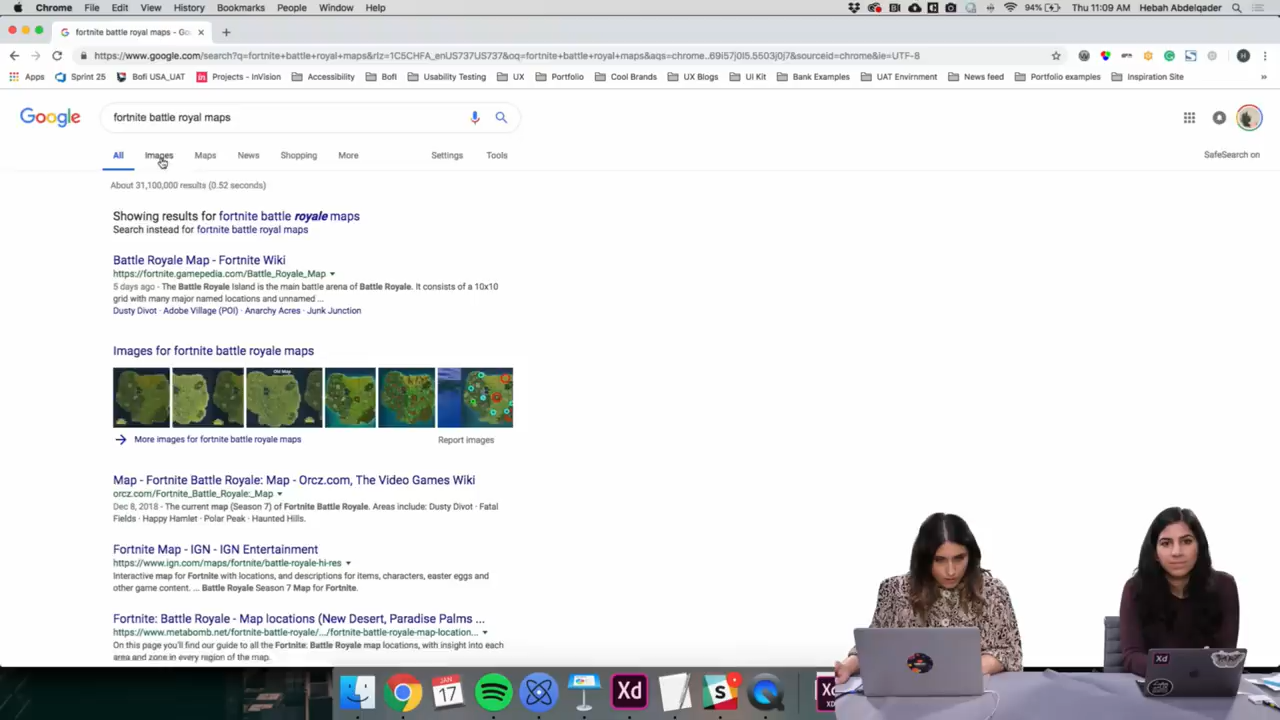 Chrome File Edit View History Bookmarks People Window Help
94% Thu 11:09 AM Hebah Abdelqader
fortnite battle royal maps - Go
https://www.google.com/search?q=fortnite+battle+royal+maps&rlz=1C5CHFA_enUS737US737&oq=fortnite+battle+royal+maps&aqs=chrome..69i57j0l5.5503j0j7&sourceid=chrome&ie=UTF-8
Apps Sprint 25 Bofi USA_UAT Projects - InVision Accessibility Bofi Usability Testing UX Portfolio Cool Brands UX Blogs Ui Kit Bank Examples UAT Envirnment News feed Portfolio examples Inspiration Site
Google fortnite battle royal maps
All Images Maps News Shopping More Settings Tools SafeSearch on
About 31,100,000 results (0.52 seconds)
Showing results for fortnite battle royale maps
Search instead for fortnite battle royal maps
Battle Royale Map - Fortnite Wiki
https://fortnite.gamepedia.com/Battle_Royale_Map
5 days ago - The Battle Royale Island is the main battle arena of Battle Royale. It consists of a 10x10
grid with many major named locations and unnamed ...
Dusty Divot · Adobe Village (POI) · Anarchy Acres · Junk Junction
Images for fortnite battle royale maps
Old Map
More images for fortnite battle royale maps Report images
Map - Fortnite Battle Royale: Map - Orcz.com, The Video Games Wiki
orcz.com/Fortnite_Battle_Royale:_Map
Dec 8, 2018 - The current map (Season 7) of Fortnite Battle Royale. Areas include: Dusty Divot · Fatal
Fields · Happy Hamlet · Polar Peak · Haunted Hills.
Fortnite Map - IGN - IGN Entertainment
https://www.ign.com/maps/fortnite/battle-royale-hi-res
Interactive map for Fortnite with locations, and descriptions for items, characters, easter eggs and
other game content. ... Battle Royale Season 7 Map for Fortnite.
Fortnite: Battle Royale - Map locations (New Desert, Paradise Palms ...
https://www.metabomb.net/fortnite-battle-royale/.../fortnite-battle-royale-map-location...
On this page you'll find our guide to all the Fortnite: Battle Royale map locations, with insight into each
area and zone in every region of the map.
JAN
17
Xd
Xd
Xd